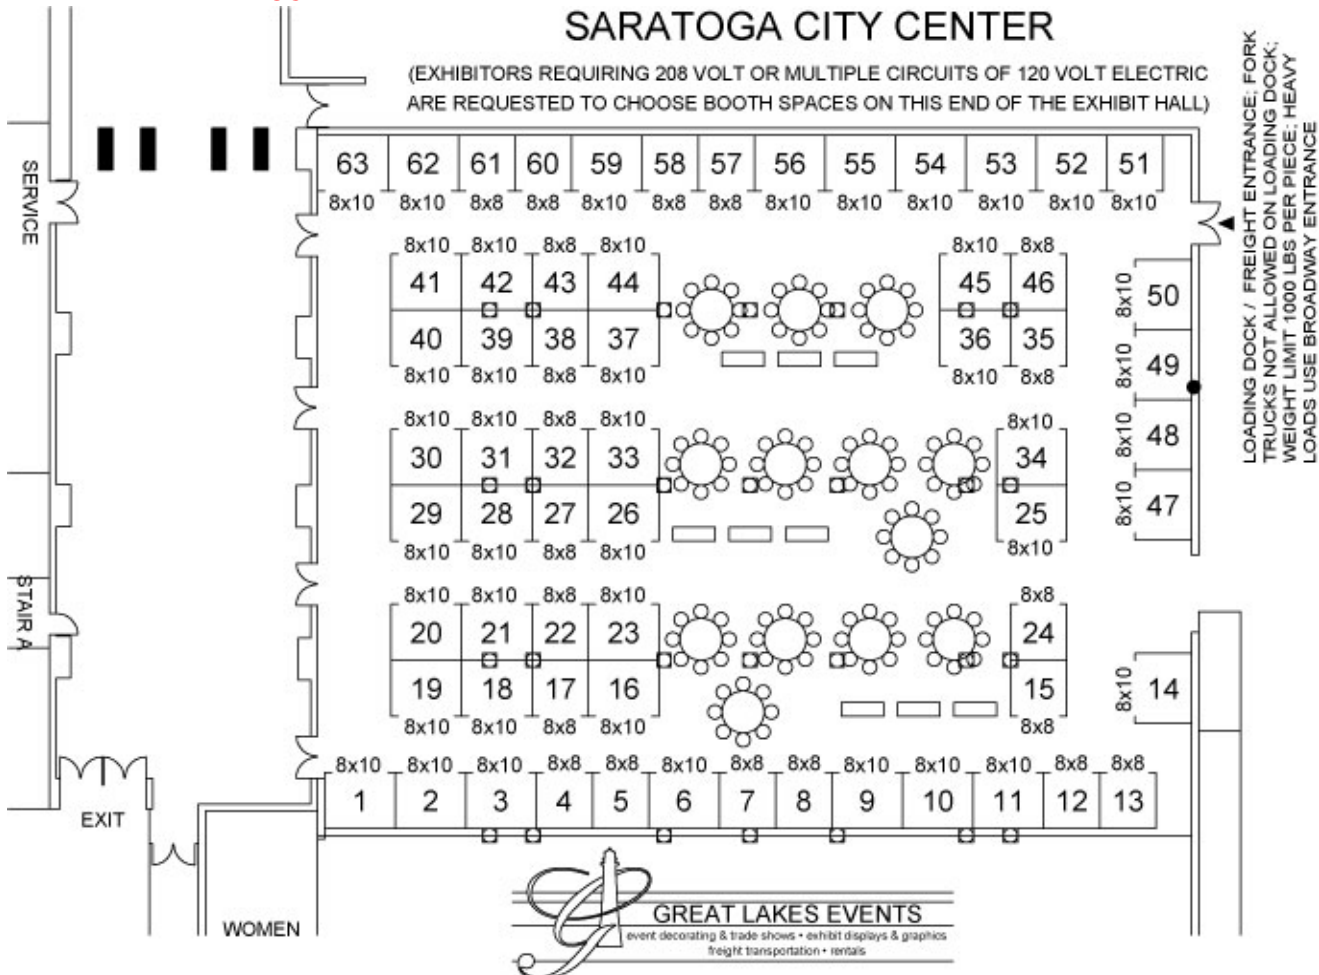 SARATOGA CITY CENTER
(EXHIBITORS REQUIRING 208 VOLT OR MULTIPLE CIRCUITS OF 120 VOLT ELECTRIC
ARE REQUESTED TO CHOOSE BOOTH SPACES ON THIS END OF THE EXHIBIT HALL)
LOADING DOCK / FREIGHT ENTRANCE; FORK
TRUCKS NOT ALLOWED ON LOADING DOCK;
WEIGHT LIMIT 1000 LBS PER PIECE; HEAVY
LOADS USE BROADWAY ENTRANCE
SERVICE
63 62 61 60 59 58 57 56 55 54 53 52 51
8x10 8x10 8x8 8x8 8x10 8x8 8x8 8x10 8x10 8x10 8x10 8x10 8x10
8x10 8x10 8x8 8x10 8x10 8x8
41 42 43 44 45 46
40 39 38 37 36 35
8x10 8x10 8x8 8x10 8x10 8x8
8x10 50
8x10 49
8x10 48
8x10 47
8x10 8x10 8x8 8x10 8x10
30 31 32 33 34
29 28 27 26 25
8x10 8x10 8x8 8x10 8x10
STAIR A
8x10 8x10 8x8 8x10 8x8
20 21 22 23 24
19 18 17 16 15
8x10 8x10 8x8 8x10 8x8
8x10 14
8x10 8x10 8x10 8x8 8x8 8x10 8x8 8x8 8x10 8x10 8x10 8x8 8x8
1 2 3 4 5 6 7 8 9 10 11 12 13
EXIT
WOMEN
GREAT LAKES EVENTS
event decorating & trade shows • exhibit displays & graphics
freight transportation • rentals